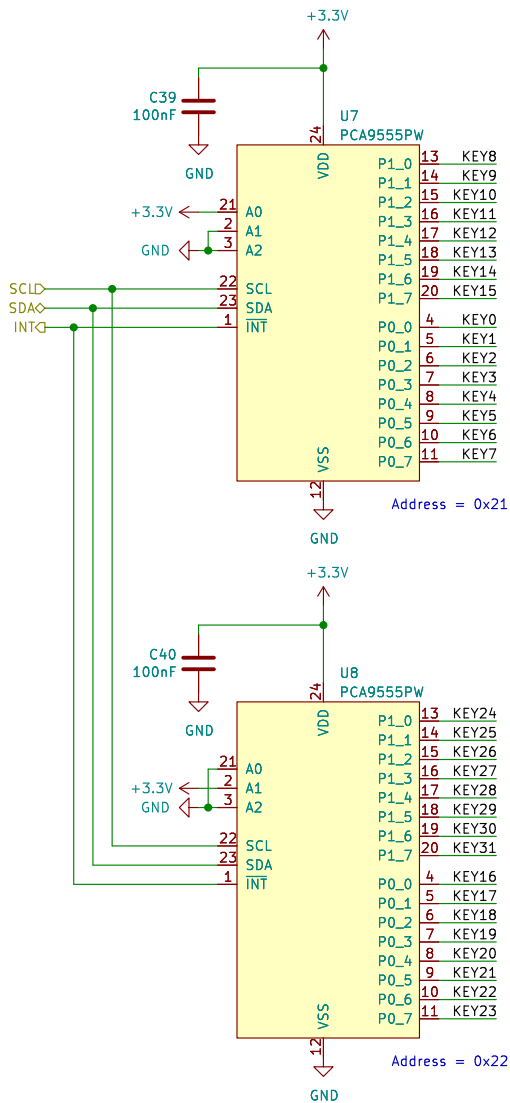 +3.3V
C39
100nF
GND
U7
PCA9555PW
24
VDD
+3.3V
21
A0
2
A1
GND
3
A2
SCL
22
SCL
SDA
23
SDA
INT
1
INT
P1_0
13
KEY8
P1_1
14
KEY9
P1_2
15
KEY10
P1_3
16
KEY11
P1_4
17
KEY12
P1_5
18
KEY13
P1_6
19
KEY14
P1_7
20
KEY15
P0_0
4
KEY0
P0_1
5
KEY1
P0_2
6
KEY2
P0_3
7
KEY3
P0_4
8
KEY4
P0_5
9
KEY5
P0_6
10
KEY6
P0_7
11
KEY7
VSS
12
GND
Address = 0x21
+3.3V
C40
100nF
GND
U8
PCA9555PW
24
VDD
21
A0
+3.3V
2
A1
GND
3
A2
22
SCL
23
SDA
1
INT
P1_0
13
KEY24
P1_1
14
KEY25
P1_2
15
KEY26
P1_3
16
KEY27
P1_4
17
KEY28
P1_5
18
KEY29
P1_6
19
KEY30
P1_7
20
KEY31
P0_0
4
KEY16
P0_1
5
KEY17
P0_2
6
KEY18
P0_3
7
KEY19
P0_4
8
KEY20
P0_5
9
KEY21
P0_6
10
KEY22
P0_7
11
KEY23
VSS
12
GND
Address = 0x22